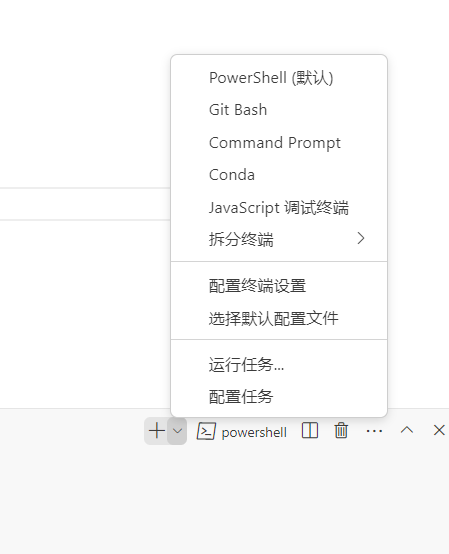 PowerShell (默认)
Git Bash
Command Prompt
Conda
JavaScript 调试终端
拆分终端
配置终端设置
选择默认配置文件
运行任务...
配置任务
powershell